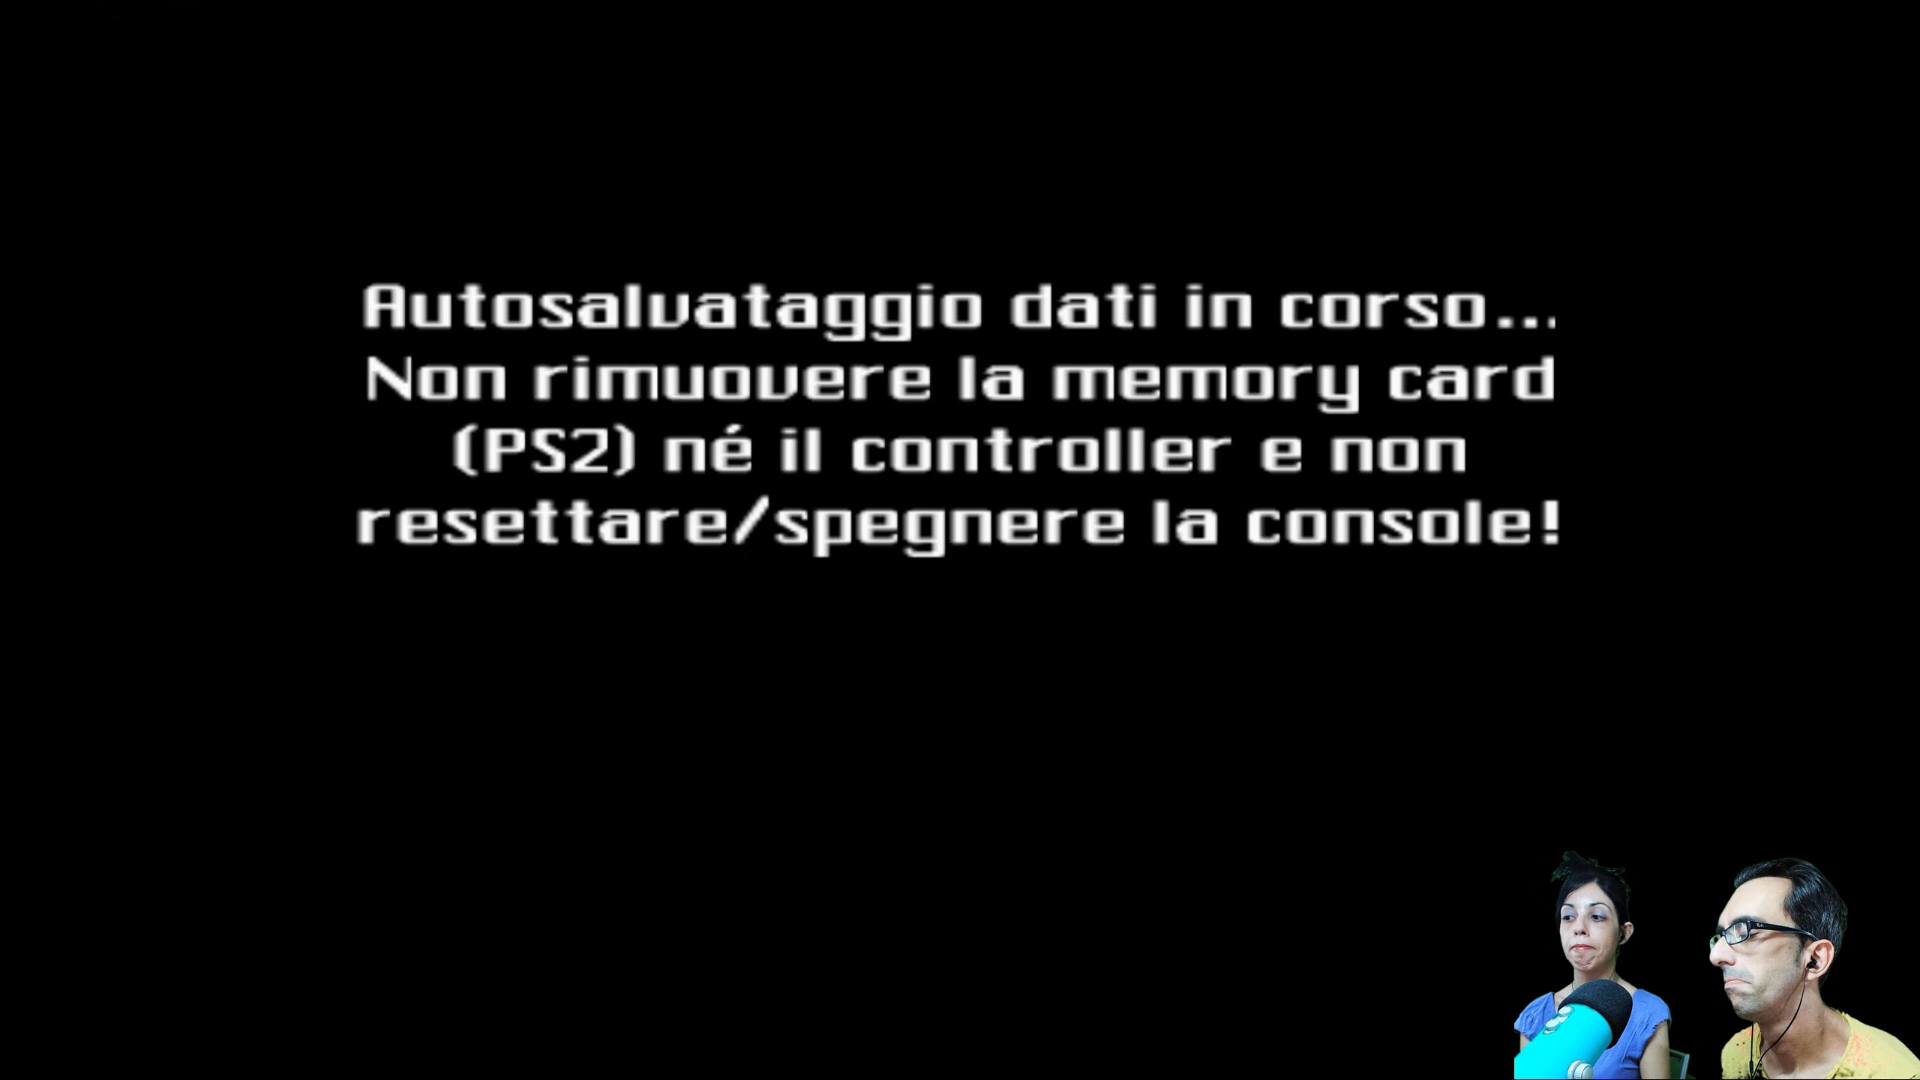 Autosalvataggio dati in corso...
Non rimuovere la memory card
(PS2) né il controller e non
resettare/spegnere la console!